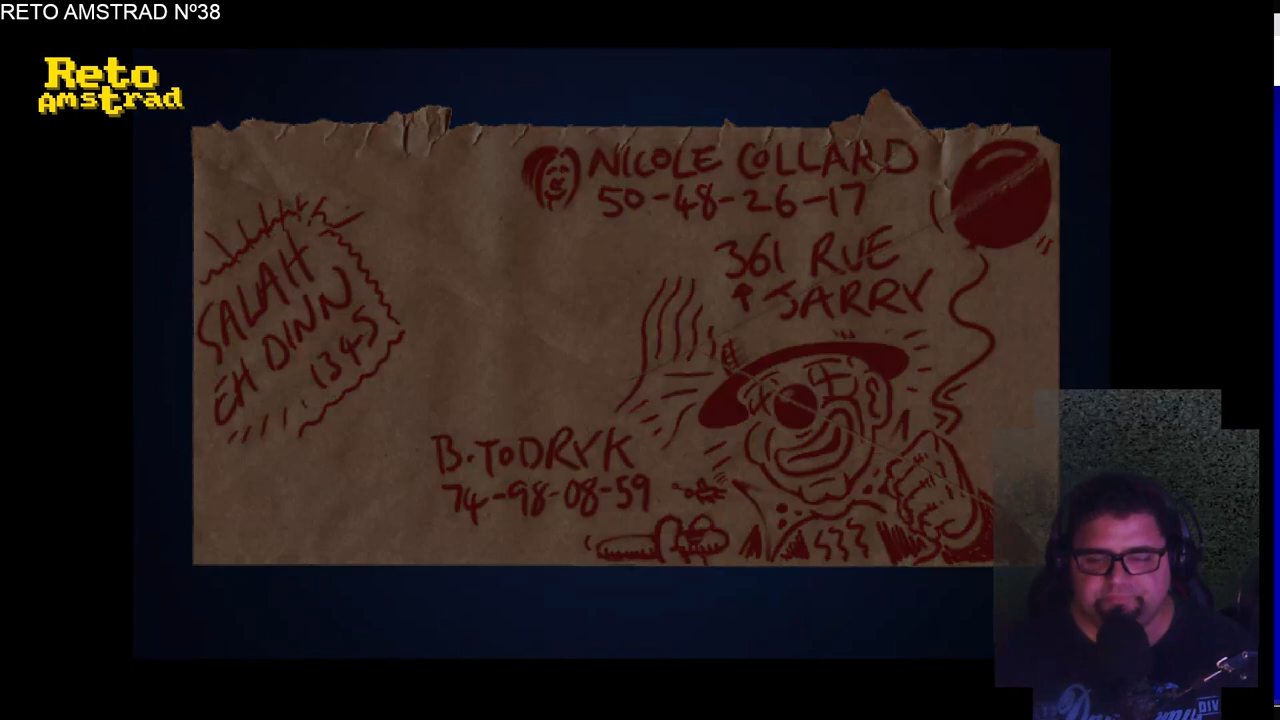 RETO AMSTRAD Nº38
Reto
Amstrad
NICOLE COLLARD
50-48-26-17
361 RUE
JARRY
SALAH
EH DINN
1345
B. TODRYK
74-98-08-59
DIV